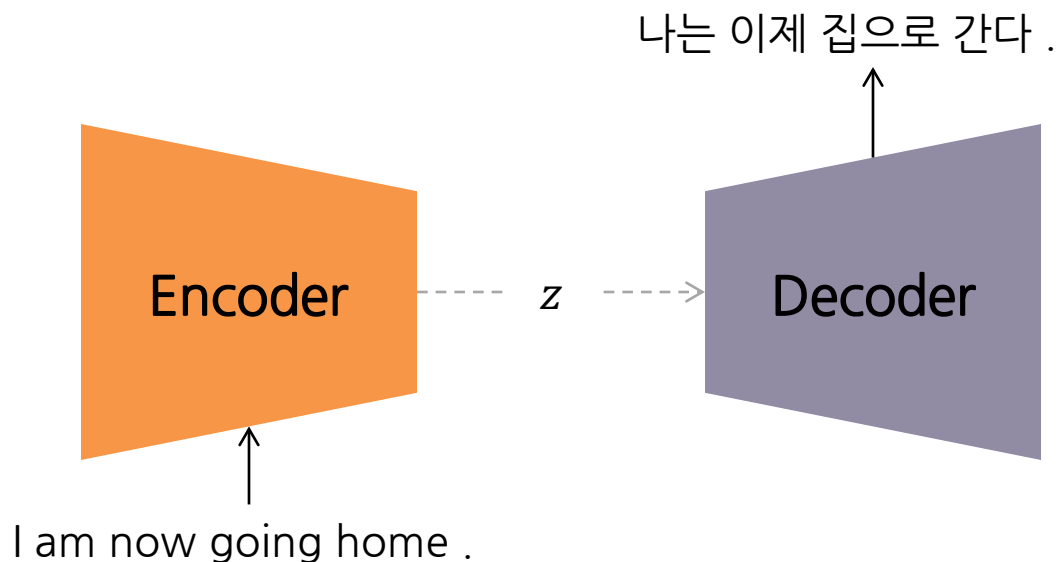 나는 이제 집으로 간다 .
Encoder
z
Decoder
I am now going home .